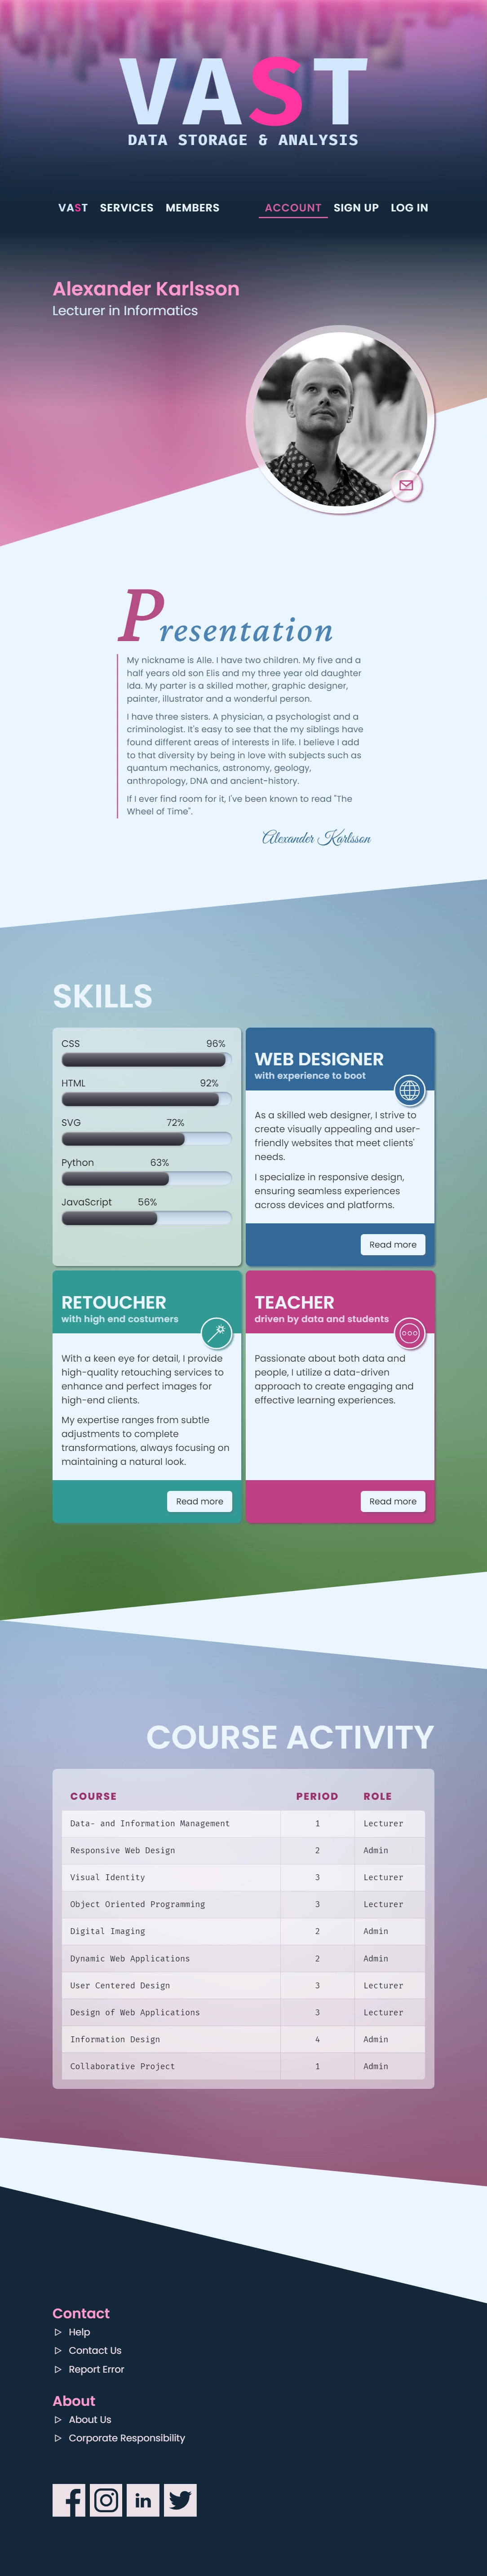 VAST
DATA STORAGE & ANALYSIS
VAST SERVICES MEMBERS ACCOUNT SIGN UP LOG IN
Alexander Karlsson
Lecturer in Informatics
Presentation
My nickname is Alle. I have two children. My five and a
half years old son Elis and my three year old daughter
Ida. My parter is a skilled mother, graphic designer,
painter, illustrator and a wonderful person.
I have three sisters. A physician, a psychologist and a
criminologist. It's easy to see that the my siblings have
found different areas of interests in life. I believe I add
to that diversity by being in love with subjects such as
quantum mechanics, astronomy, geology,
anthropology, DNA and ancient-history.
If I ever find room for it, I've been known to read "The
Wheel of Time".
Alexander Karlsson
SKILLS
CSS 96%
HTML 92%
SVG 72%
Python 63%
JavaScript 56%
WEB DESIGNER
with experience to boot
As a skilled web designer, I strive to
create visually appealing and user-
friendly websites that meet clients'
needs.
I specialize in responsive design,
ensuring seamless experiences
across devices and platforms.
Read more
RETOUCHER
with high end costumers
With a keen eye for detail, I provide
high-quality retouching services to
enhance and perfect images for
high-end clients.
My expertise ranges from subtle
adjustments to complete
transformations, always focusing on
maintaining a natural look.
Read more
TEACHER
driven by data and students
Passionate about both data and
people, I utilize a data-driven
approach to create engaging and
effective learning experiences.
Read more
COURSE ACTIVITY
COURSE PERIOD ROLE
Data- and Information Management 1 Lecturer
Responsive Web Design 2 Admin
Visual Identity 3 Lecturer
Object Oriented Programming 3 Lecturer
Digital Imaging 2 Admin
Dynamic Web Applications 2 Admin
User Centered Design 3 Lecturer
Design of Web Applications 3 Lecturer
Information Design 4 Admin
Collaborative Project 1 Admin
Contact
Help
Contact Us
Report Error
About
About Us
Corporate Responsibility